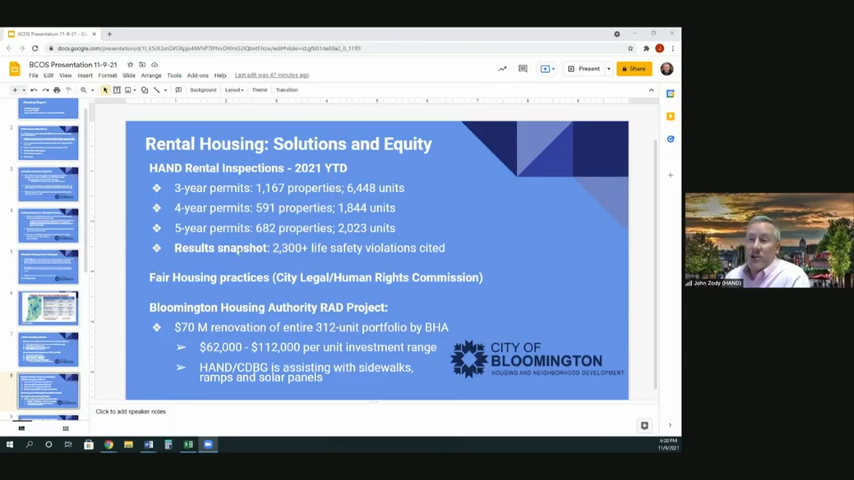 BCOS Presentation 11-9-21
File Edit View Insert Format Slide Arrange Tools Add-ons Help Last edit was 47 minutes ago
Present
Share
Background Layout Theme Transition
Rental Housing: Solutions and Equity
HAND Rental Inspections - 2021 YTD
❖ 3-year permits: 1,167 properties; 6,448 units
❖ 4-year permits: 591 properties; 1,844 units
❖ 5-year permits: 682 properties; 2,023 units
❖ Results snapshot: 2,300+ life safety violations cited
Fair Housing practices (City Legal/Human Rights Commission)
Bloomington Housing Authority RAD Project:
❖ $70 M renovation of entire 312-unit portfolio by BHA
➢ $62,000 - $112,000 per unit investment range
➢ HAND/CDBG is assisting with sidewalks,
ramps and solar panels
CITY OF
BLOOMINGTON
HOUSING AND NEIGHBORHOOD DEVELOPMENT
Click to add speaker notes
John Zody (HAND)
6:28 PM
11/9/2021